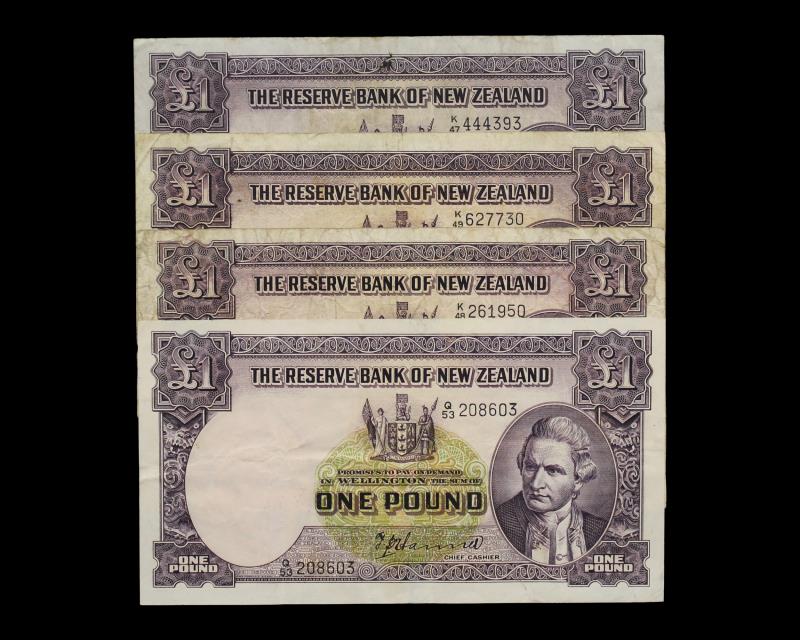 £1 THE RESERVE BANK OF NEW ZEALAND £1
K 47 444393
£1 THE RESERVE BANK OF NEW ZEALAND £1
K 49 627730
£1 THE RESERVE BANK OF NEW ZEALAND £1
K 48 261950
£1 THE RESERVE BANK OF NEW ZEALAND £1
Q 53 208603
PROMISES TO PAY ON DEMAND
IN WELLINGTON THE SUM OF
ONE POUND
CHIEF CASHIER
ONE POUND
Q 53 208603
ONE POUND